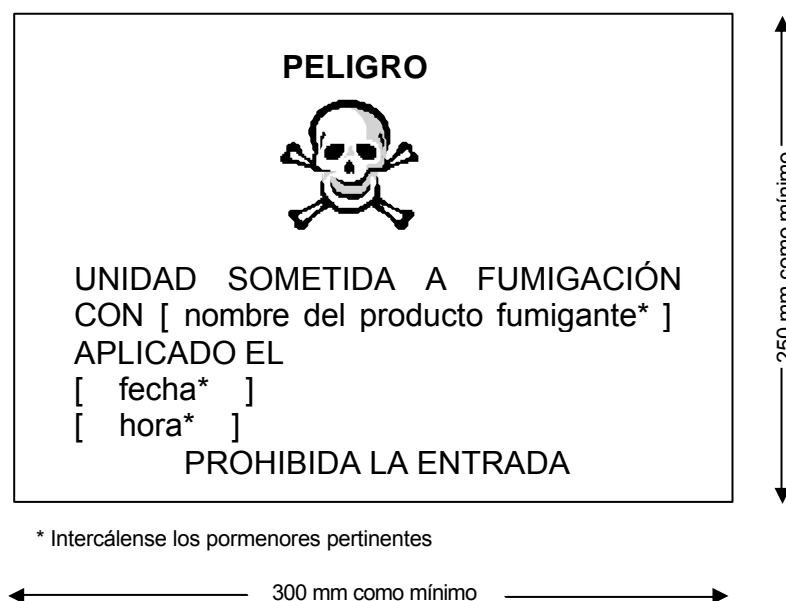 PELIGRO
UNIDAD SOMETIDA A FUMIGACIÓN
CON [ nombre del producto fumigante* ]
APLICADO EL
[ fecha* ]
[ hora* ]
PROHIBIDA LA ENTRADA
250 mm como mínimo
* Intercálense los pormenores pertinentes
300 mm como mínimo